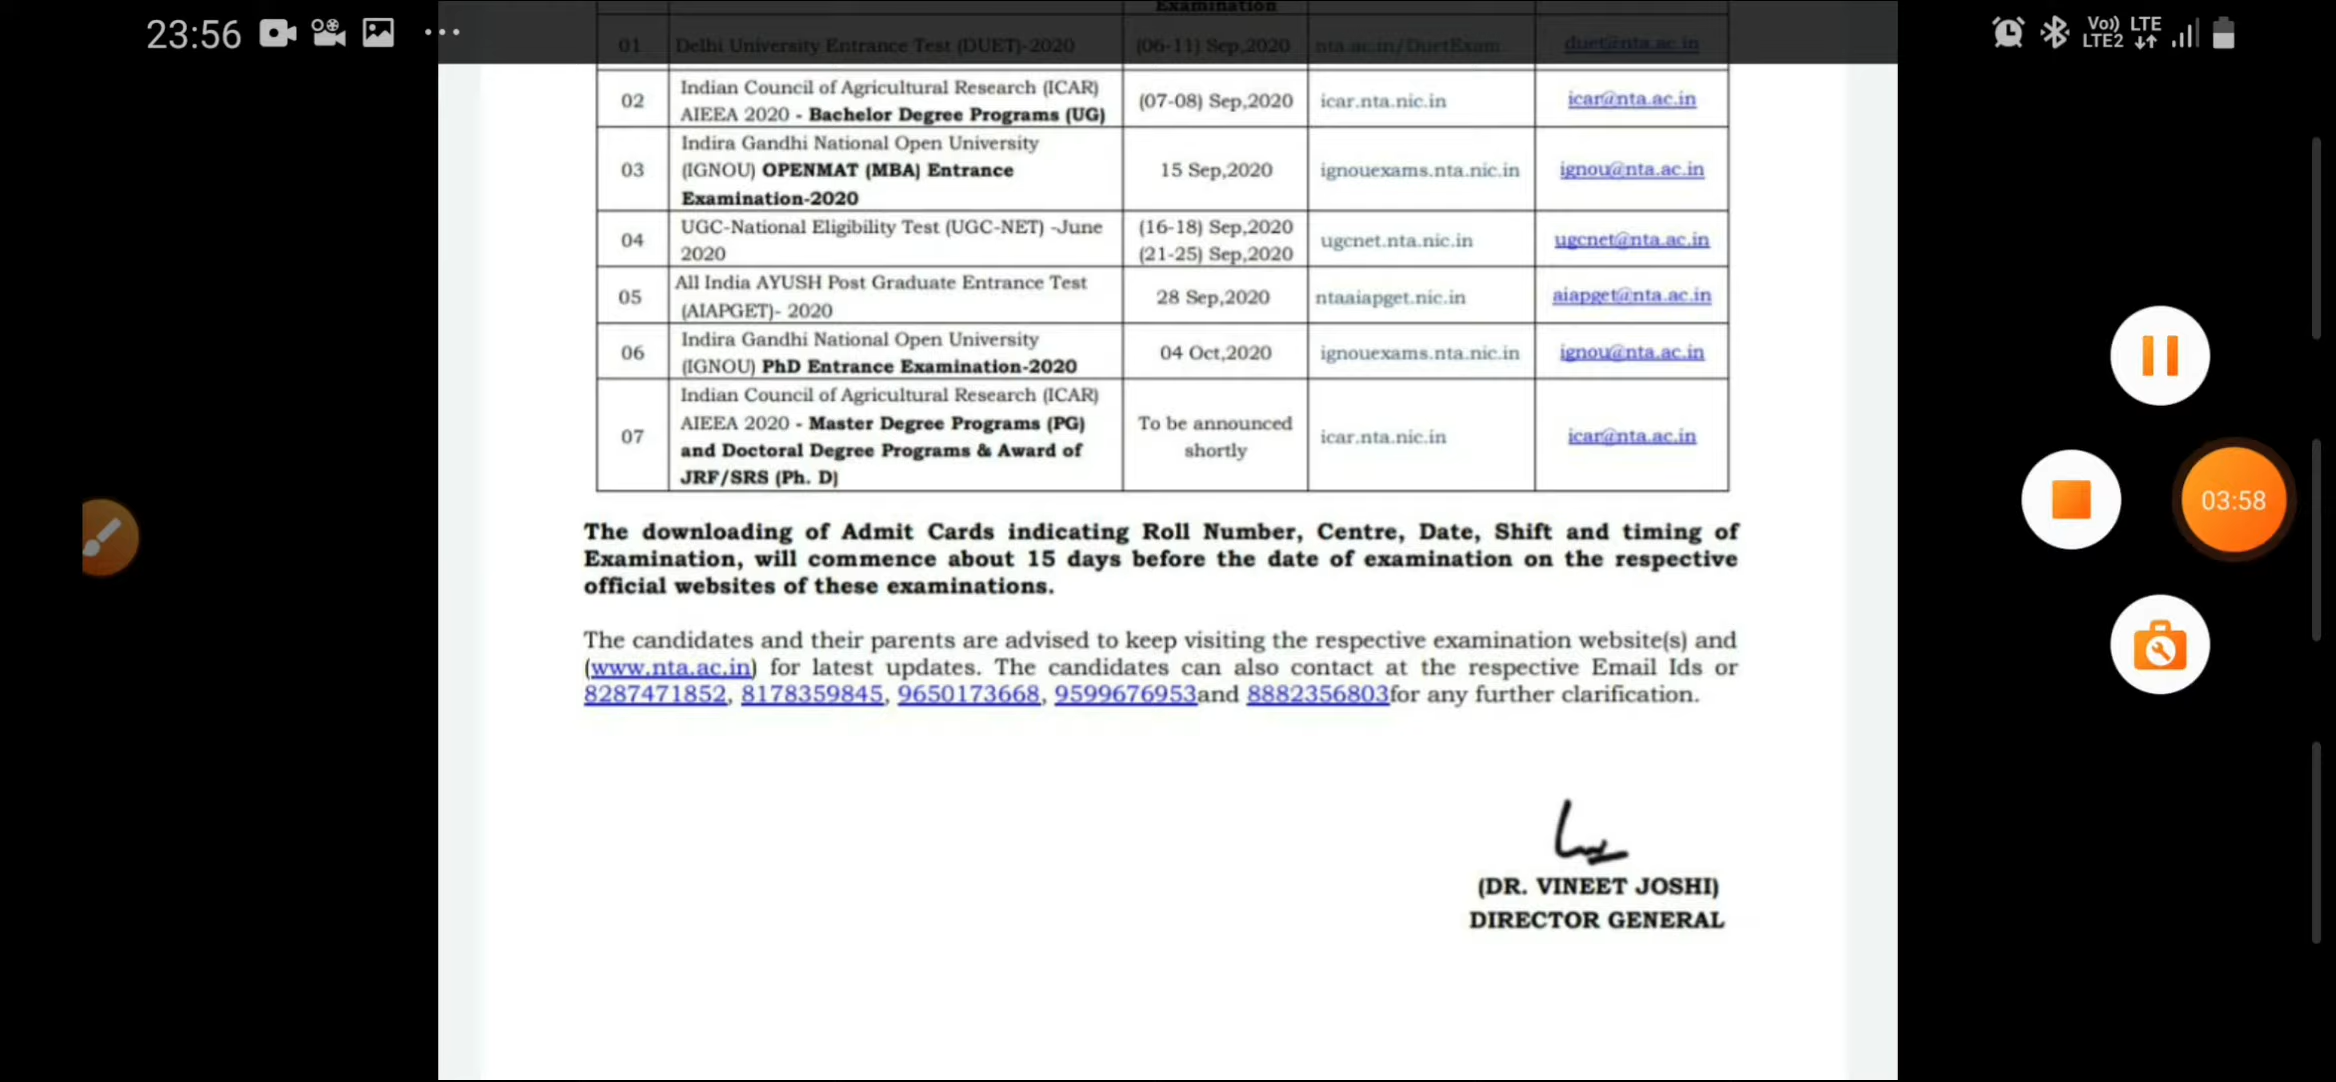 23:56
Vo)) LTE
LTE2
Examination
01 Delhi University Entrance Test (DUET)-2020 (06-11) Sep,2020 nta.ac.in/DuetExam duet@nta.ac.in
02 Indian Council of Agricultural Research (ICAR)
AIEEA 2020 - Bachelor Degree Programs (UG) (07-08) Sep,2020 icar.nta.nic.in icar@nta.ac.in
03 Indira Gandhi National Open University
(IGNOU) OPENMAT (MBA) Entrance
Examination-2020 15 Sep,2020 ignouexams.nta.nic.in ignou@nta.ac.in
04 UGC-National Eligibility Test (UGC-NET) -June
2020 (16-18) Sep,2020
(21-25) Sep,2020 ugcnet.nta.nic.in ugcnet@nta.ac.in
05 All India AYUSH Post Graduate Entrance Test
(AIAPGET)- 2020 28 Sep,2020 ntaaiapget.nic.in aiapget@nta.ac.in
06 Indira Gandhi National Open University
(IGNOU) PhD Entrance Examination-2020 04 Oct,2020 ignouexams.nta.nic.in ignou@nta.ac.in
07 Indian Council of Agricultural Research (ICAR)
AIEEA 2020 - Master Degree Programs (PG)
and Doctoral Degree Programs & Award of
JRF/SRS (Ph. D) To be announced
shortly icar.nta.nic.in icar@nta.ac.in
The downloading of Admit Cards indicating Roll Number, Centre, Date, Shift and timing of
Examination, will commence about 15 days before the date of examination on the respective
official websites of these examinations.
The candidates and their parents are advised to keep visiting the respective examination website(s) and
(www.nta.ac.in) for latest updates. The candidates can also contact at the respective Email Ids or
8287471852, 8178359845, 9650173668, 9599676953and 8882356803for any further clarification.
(DR. VINEET JOSHI)
DIRECTOR GENERAL
03:58